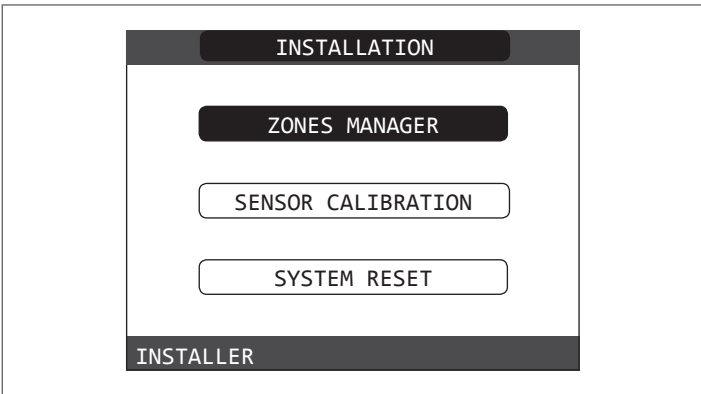 INSTALLATION
ZONES MANAGER
SENSOR CALIBRATION
SYSTEM RESET
INSTALLER